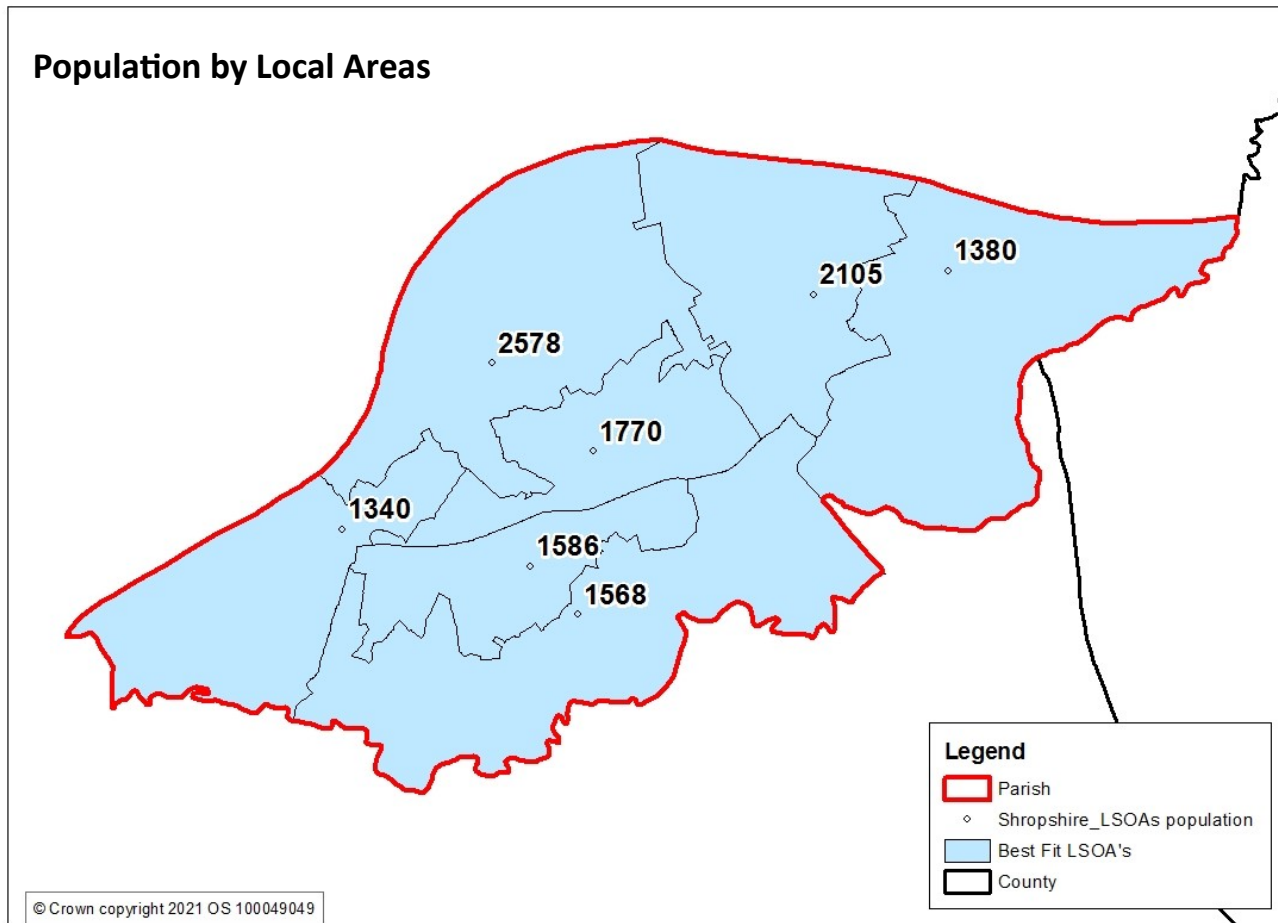 Population by Local Areas
1380
2105
2578
1770
1340
1586
1568
Legend
Parish
Shropshire_LSOAs population
Best Fit LSOA's
County
© Crown copyright 2021 OS 100049049